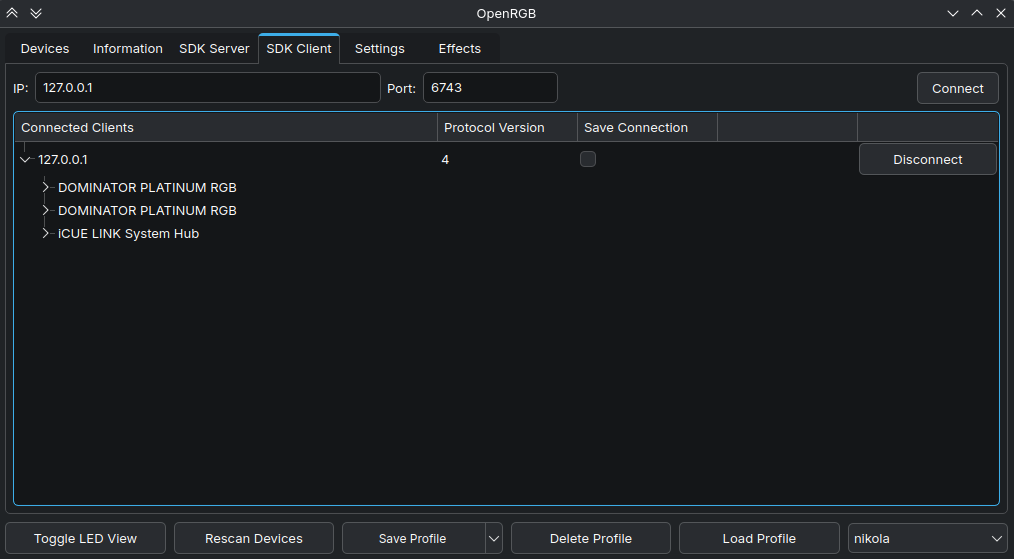 OpenRGB
Devices Information SDK Server SDK Client Settings Effects
IP: 127.0.0.1 Port: 6743 Connect
Connected Clients Protocol Version Save Connection
127.0.0.1 4 Disconnect
DOMINATOR PLATINUM RGB
DOMINATOR PLATINUM RGB
iCUE LINK System Hub
Toggle LED View Rescan Devices Save Profile Delete Profile Load Profile nikola